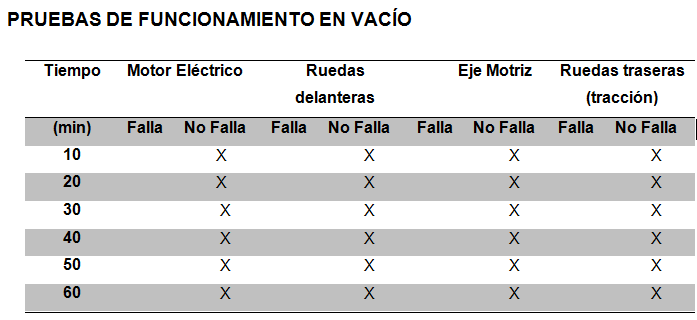 PRUEBAS DE FUNCIONAMIENTO EN VACÍO
Tiempo Motor Eléctrico Ruedas Eje Motriz Ruedas traseras
delanteras (tracción)
(min) Falla No Falla Falla No Falla Falla No Falla Falla No Falla
10 X X X X
20 X X X X
30 X X X X
40 X X X X
50 X X X X
60 X X X X